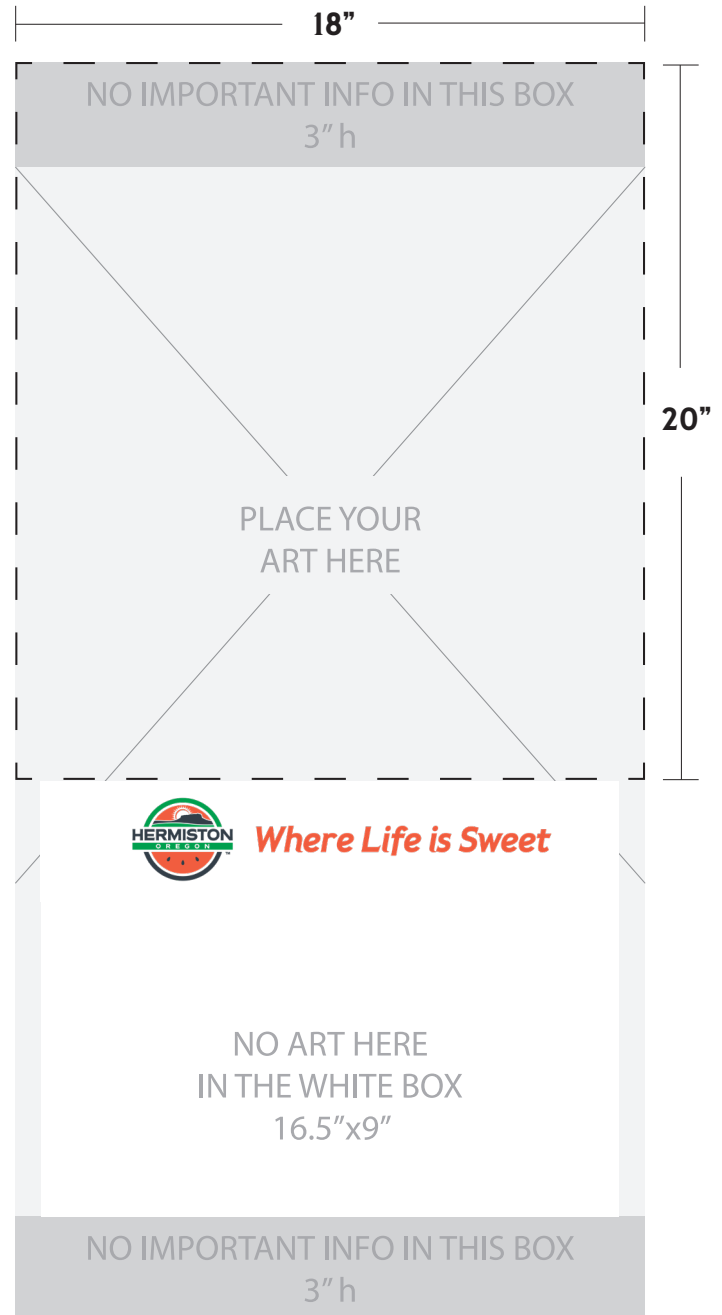 18”
NO IMPORTANT INFO IN THIS BOX
3” h
20”
PLACE YOUR
ART HERE
HERMISTON
OREGON
TM
Where Life is Sweet
NO ART HERE
IN THE WHITE BOX
16.5”x9”
NO IMPORTANT INFO IN THIS BOX
3” h